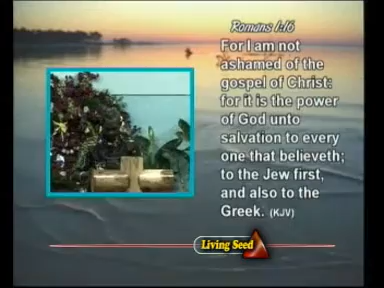 Romans 1:16
For I am not
ashamed of the
gospel of Christ:
for it is the power
of God unto
salvation to every
one that believeth;
to the Jew first,
and also to the
Greek. (KJV)
Living Seed